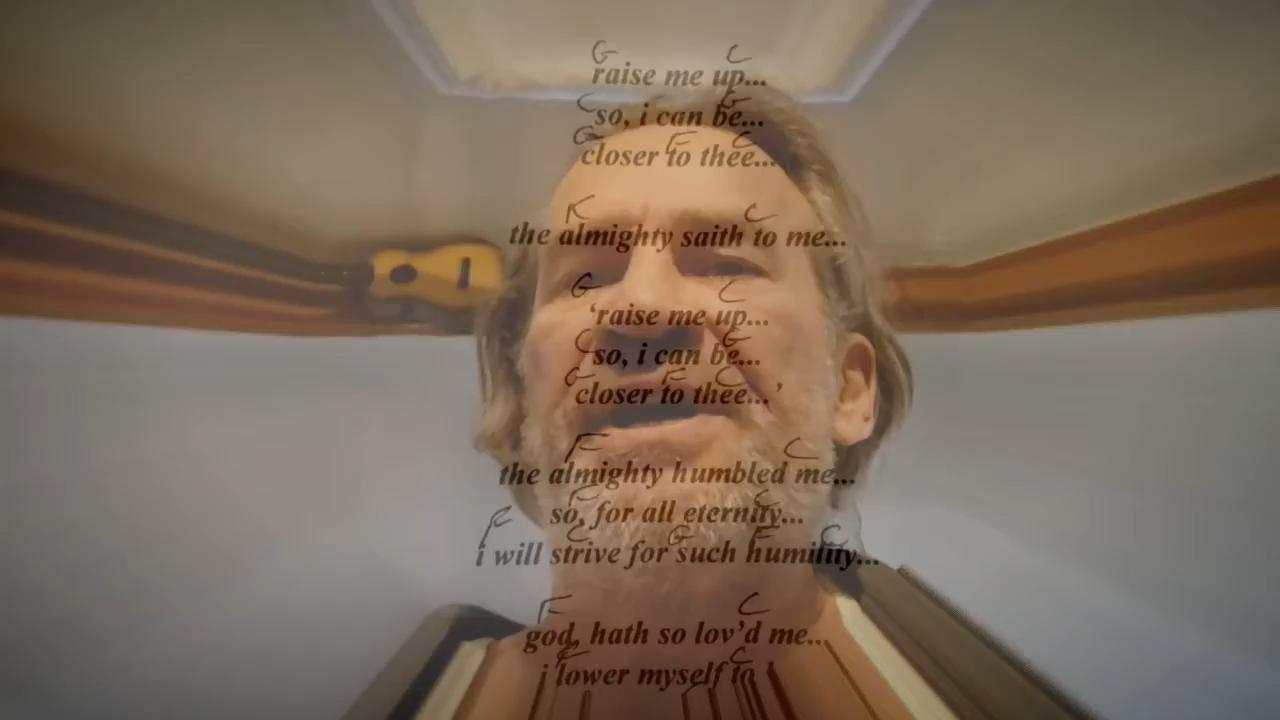 G C
raise me up...
C G
so, i can be...
G F C
closer to thee...
C
the almighty saith to me...
G C
‘raise me up...
C G
so, i can be...
G F C
closer to thee...’
F C
the almighty humbled me...
F C
so, for all eternity...
F C G F C
i will strive for such humility...
F C
god, hath so lov’d me...
F C
i lower myself to